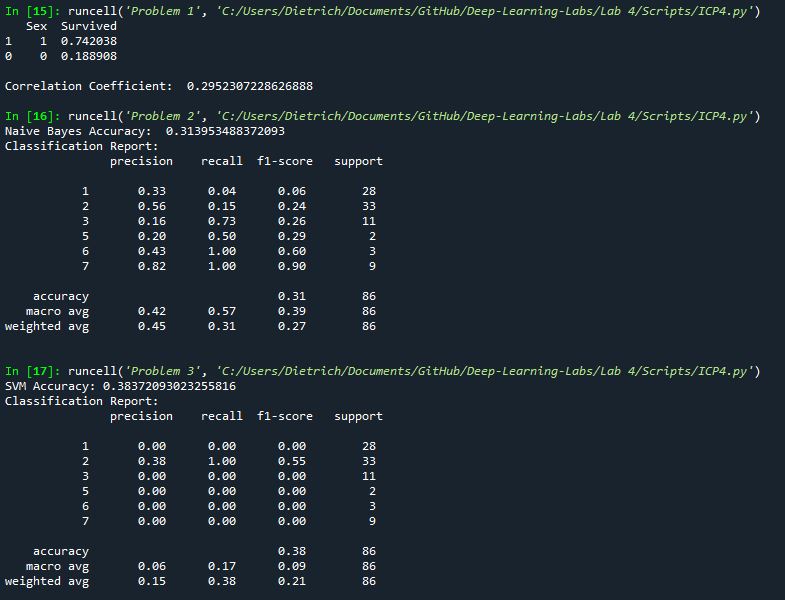 In [15]: runcell('Problem 1', 'C:/Users/Dietrich/Documents/GitHub/Deep-Learning-Labs/Lab 4/Scripts/ICP4.py')
   Sex  Survived
1    1  0.742038
0    0  0.188908

Correlation Coefficient:  0.2952307228626888

In [16]: runcell('Problem 2', 'C:/Users/Dietrich/Documents/GitHub/Deep-Learning-Labs/Lab 4/Scripts/ICP4.py')
Naive Bayes Accuracy:  0.313953488372093
Classification Report:
               precision    recall  f1-score   support

           1       0.33      0.04      0.06        28
           2       0.56      0.15      0.24        33
           3       0.16      0.73      0.26        11
           5       0.20      0.50      0.29         2
           6       0.43      1.00      0.60         3
           7       0.82      1.00      0.90         9

    accuracy                           0.31        86
   macro avg       0.42      0.57      0.39        86
weighted avg       0.45      0.31      0.27        86

In [17]: runcell('Problem 3', 'C:/Users/Dietrich/Documents/GitHub/Deep-Learning-Labs/Lab 4/Scripts/ICP4.py')
SVM Accuracy: 0.38372093023255816
Classification Report:
               precision    recall  f1-score   support

           1       0.00      0.00      0.00        28
           2       0.38      1.00      0.55        33
           3       0.00      0.00      0.00        11
           5       0.00      0.00      0.00         2
           6       0.00      0.00      0.00         3
           7       0.00      0.00      0.00         9

    accuracy                           0.38        86
   macro avg       0.06      0.17      0.09        86
weighted avg       0.15      0.38      0.21        86